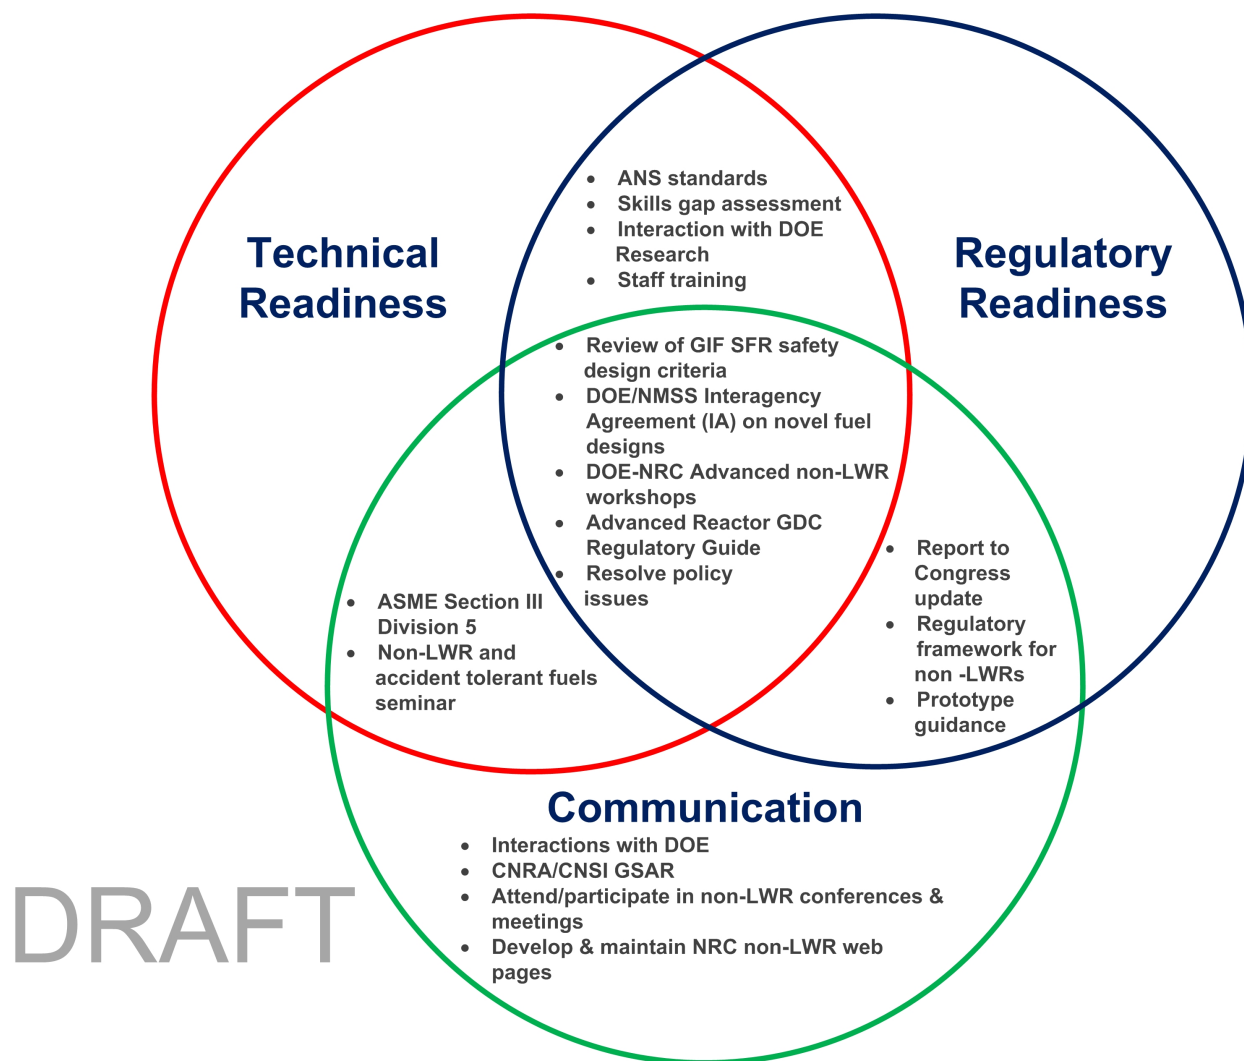 • ANS standards
• Skills gap assessment
• Interaction with DOE
Research
• Staff training
Technical
Readiness
Regulatory
Readiness
• Review of GIF SFR safety
design criteria
• DOE/NMSS Interagency
Agreement (IA) on novel fuel
designs
• DOE-NRC Advanced non-LWR
workshops
• Advanced Reactor GDC
Regulatory Guide
• Resolve policy
issues
• ASME Section III
Division 5
• Non-LWR and
accident tolerant fuels
seminar
• Report to
Congress
update
• Regulatory
framework for
non -LWRs
• Prototype
guidance
Communication
• Interactions with DOE
• CNRA/CNSI GSAR
• Attend/participate in non-LWR conferences &
meetings
• Develop & maintain NRC non-LWR web
pages
DRAFT